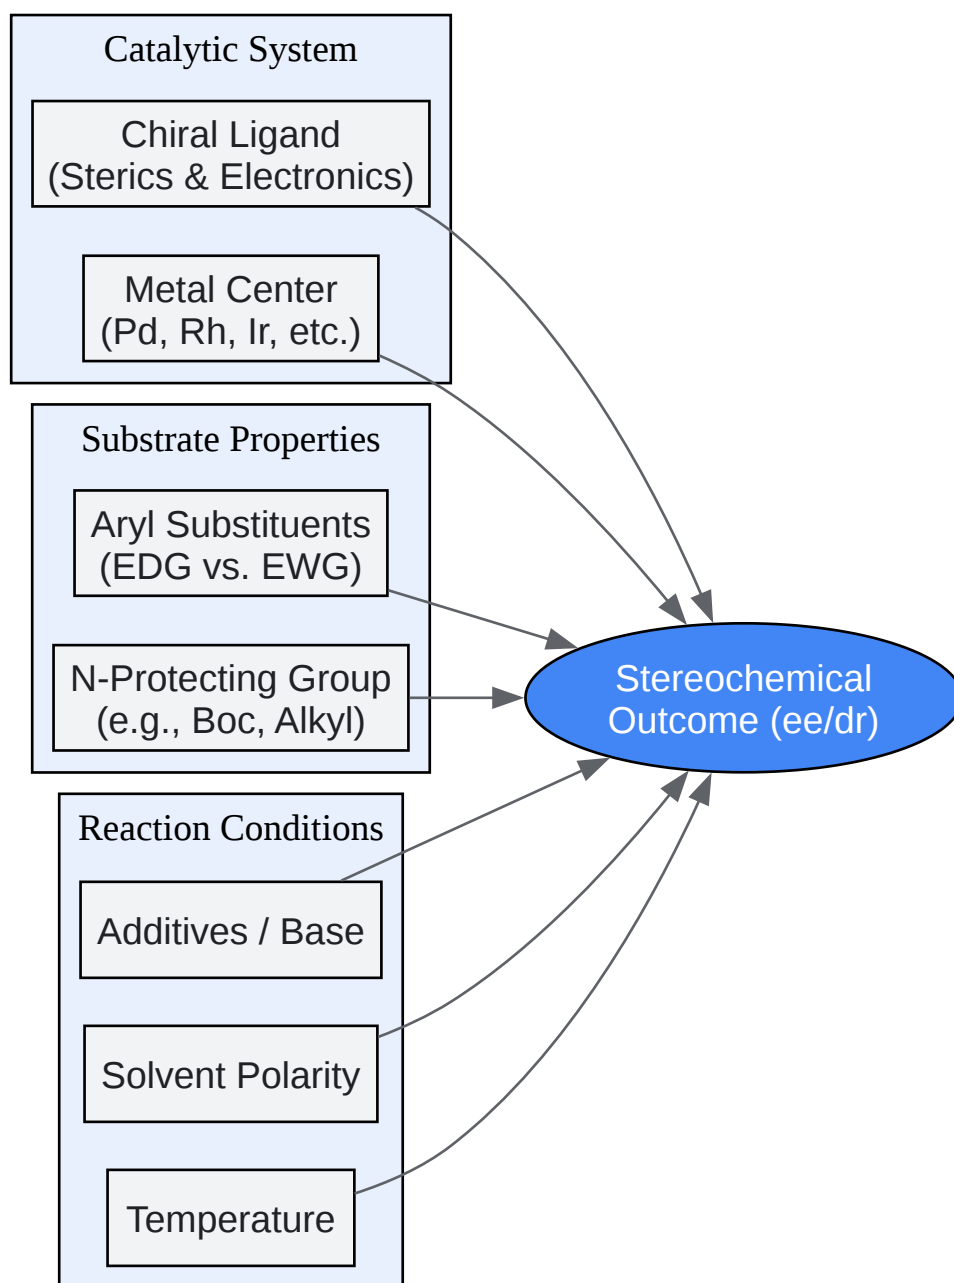 Catalytic System
Chiral Ligand
(Sterics & Electronics)
Metal Center
(Pd, Rh, Ir, etc.)
Substrate Properties
Aryl Substituents
(EDG vs. EWG)
N-Protecting Group
(e.g., Boc, Alkyl)
Stereochemical
Outcome (ee/dr)
Reaction Conditions
Additives / Base
Solvent Polarity
Temperature